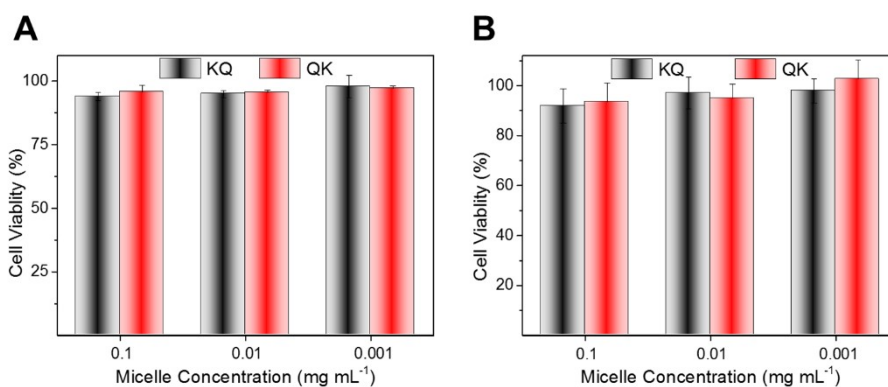 A
KQ QK
100
75
50
25
Cell Viablity (%)
0.1 0.01 0.001
Micelle Concentration (mg mL⁻¹)
B
KQ QK
100
80
60
40
20
Cell Viablity (%)
0.1 0.01 0.001
Micelle Concentration (mg mL⁻¹)